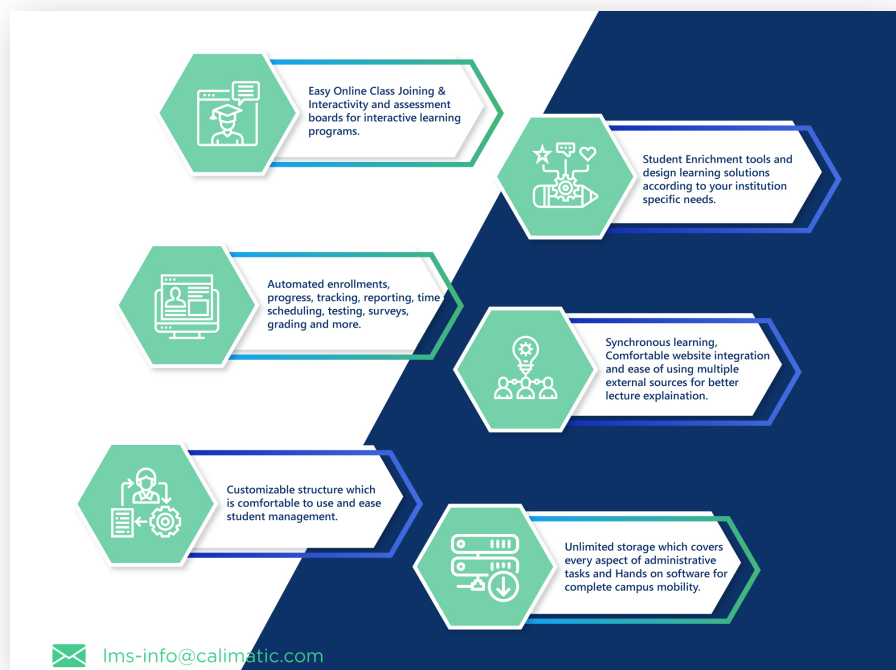 Easy Online Class Joining &
Interactivity and assessment
boards for interactive learning
programs.
Student Enrichment tools and
design learning solutions
according to your institution
specific needs.
Automated enrollments,
progress, tracking, reporting, time
scheduling, testing, surveys,
grading and more.
Synchronous learning,
Comfortable website integration
and ease of using multiple
external sources for better
lecture explaination.
Customizable structure which
is comfortable to use and ease
student management.
Unlimited storage which covers
every aspect of administrative
tasks and Hands on software for
complete campus mobility.
lms-info@calimatic.com